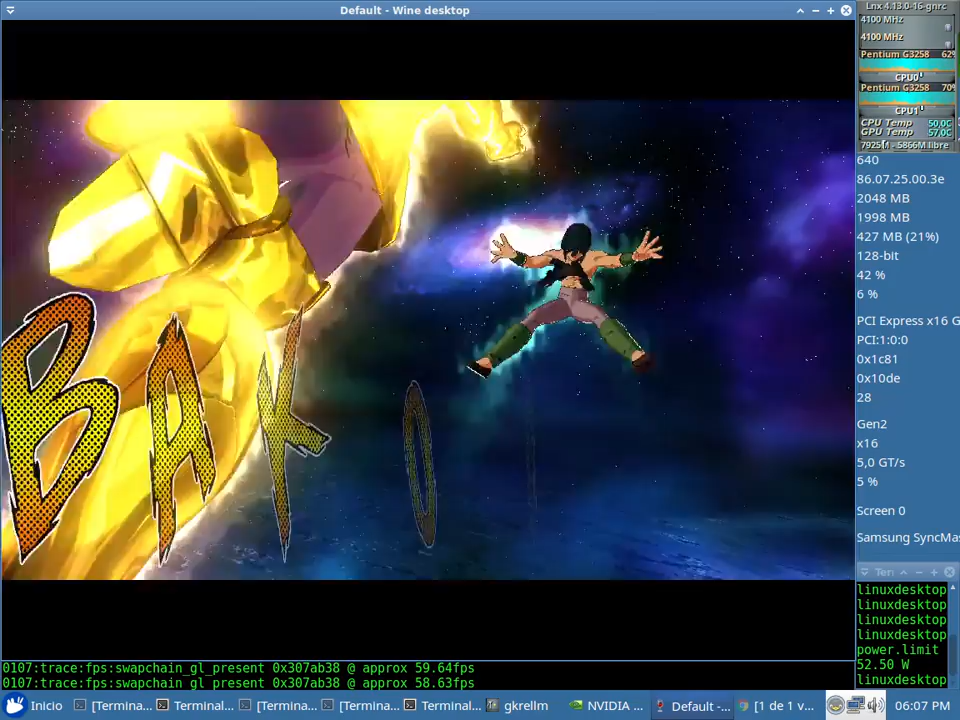 Default - Wine desktop
Lnx 4.13.0-16-gnrc
4100 MHz
4100 MHz
Pentium G3258 62%
CPU0
Pentium G3258 70%
CPU1
CPU Temp 50,0C
GPU Temp 57,0C
7925M - 5866M libre
640
86.07.25.00.3e
2048 MB
1998 MB
427 MB (21%)
128-bit
42 %
6 %
PCI Express x16 G
PCI:1:0:0
0x1c81
0x10de
28
Gen2
x16
5,0 GT/s
5 %
Screen 0
Samsung SyncMas
BAKO
Ter
linuxdesktop
linuxdesktop
linuxdesktop
linuxdesktop
power.limit
52.50 W
linuxdesktop
0107:trace:fps:swapchain_gl_present 0x307ab38 @ approx 59.64fps
0107:trace:fps:swapchain_gl_present 0x307ab38 @ approx 58.63fps
Inicio
[Termina...
Terminal...
[Termina...
[Termina...
Terminal...
gkrellm
NVIDIA ...
Default -...
[1 de 1 v...
06:07 PM